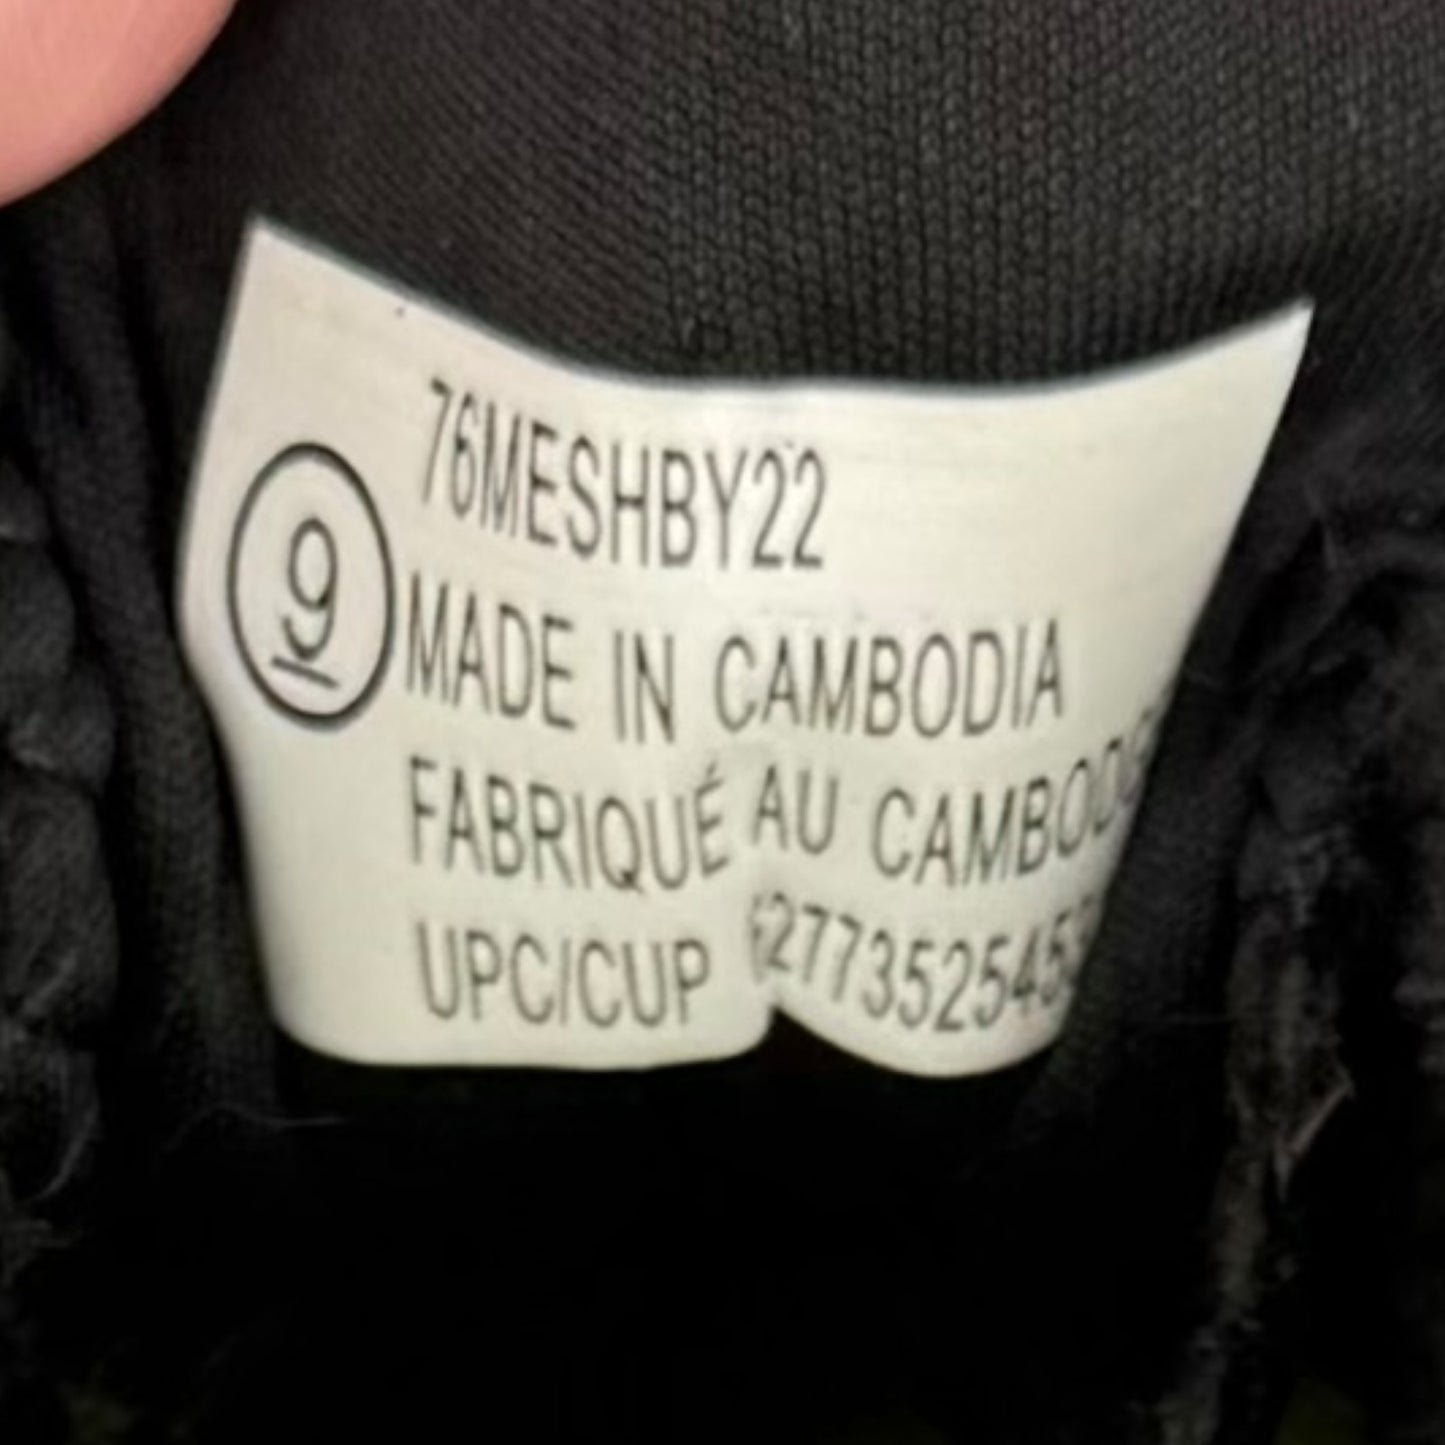 76MESHBY22
9
MADE IN CAMBODIA
FABRIQUÉ AU
UPC/CUP